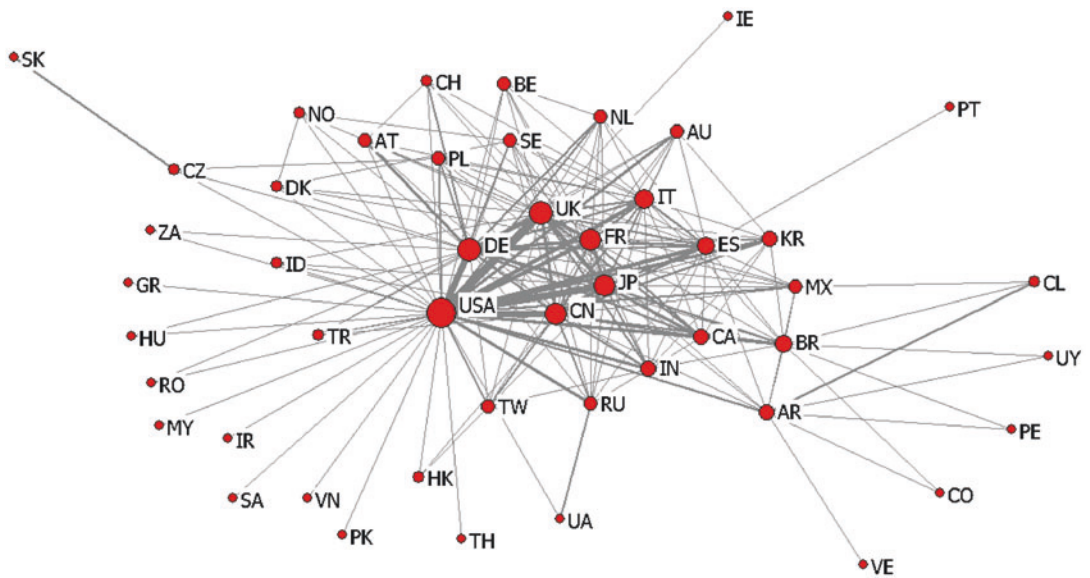 IE
SK
CH
BE
PT
NO
NL
AU
AT
SE
PL
CZ
DK
IT
UK
ZA
FR
ES
KR
DE
ID
GR
JP
MX
CL
USA
CN
HU
TR
CA
BR
UY
RO
IN
TW
RU
AR
MY
IR
PE
HK
SA
VN
CO
UA
PK
TH
VE